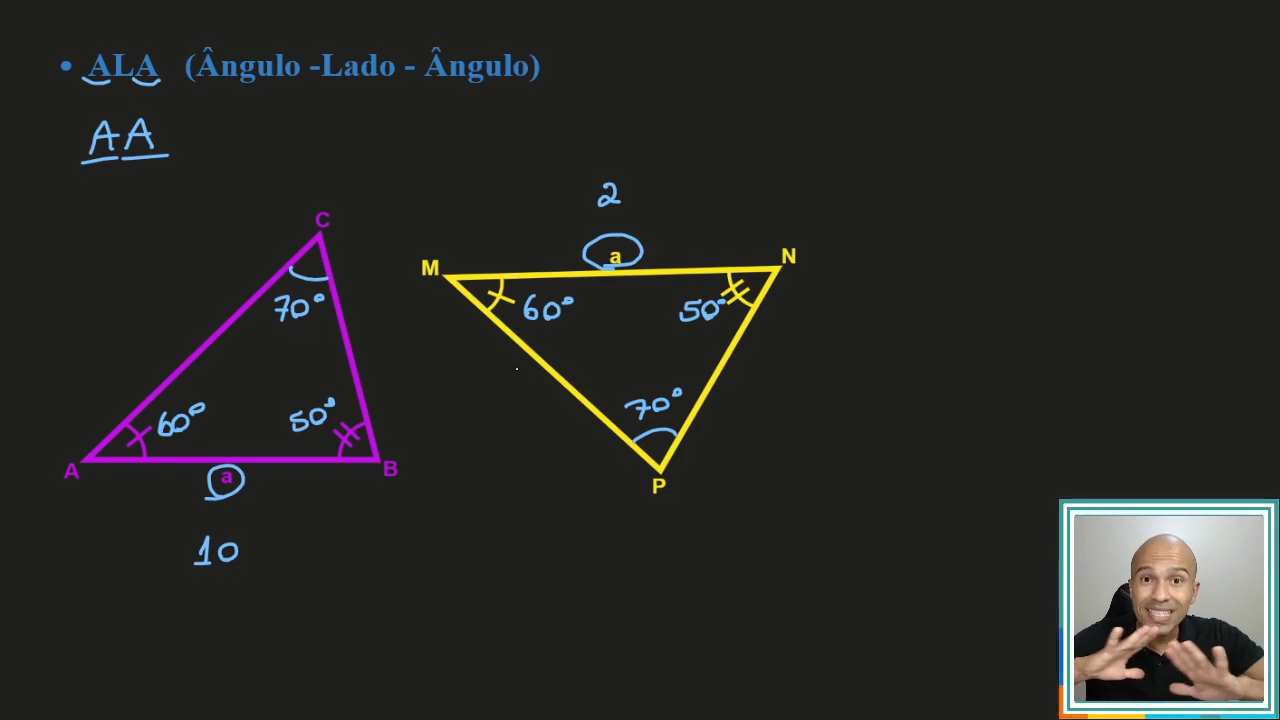 • ALA (Ângulo -Lado - Ângulo)
AA
2
C
a
M
N
70°
60°
50°
70°
60°
50°
A
a
B
P
10